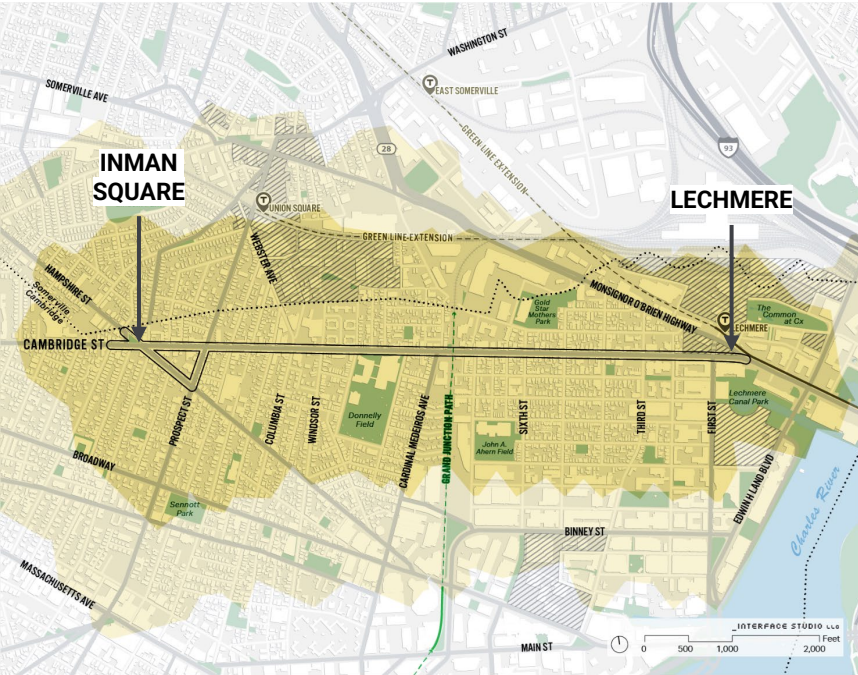 WASHINGTON ST
SOMERVILLE AVE
T
EAST SOMERVILLE
GREEN LINE EXTENSION
28
93
INMAN
SQUARE
LECHMERE
T
UNION SQUARE
WEBSTER AVE
GREEN LINE EXTENSION
HAMPSHIRE ST
Somerville
Cambridge
MONSIGNOR O'BRIEN HIGHWAY
Gold
Star
Mothers
Park
The
Common
at Cx
T
LECHMERE
CAMBRIDGE ST
PROSPECT ST
COLUMBIA ST
WINDSOR ST
Donnelly
Field
CARDINAL MEDEIROS AVE
GRAND JUNCTION PATH
John A.
Ahern Field
SIXTH ST
THIRD ST
FIRST ST
Lechmere
Canal Park
EDWIN H LAND BLVD
Charles River
BROADWAY
Sennott
Park
BINNEY ST
MASSACHUSETTS AVE
MAIN ST
INTERFACE STUDIO LLC
Feet
0 500 1,000 2,000